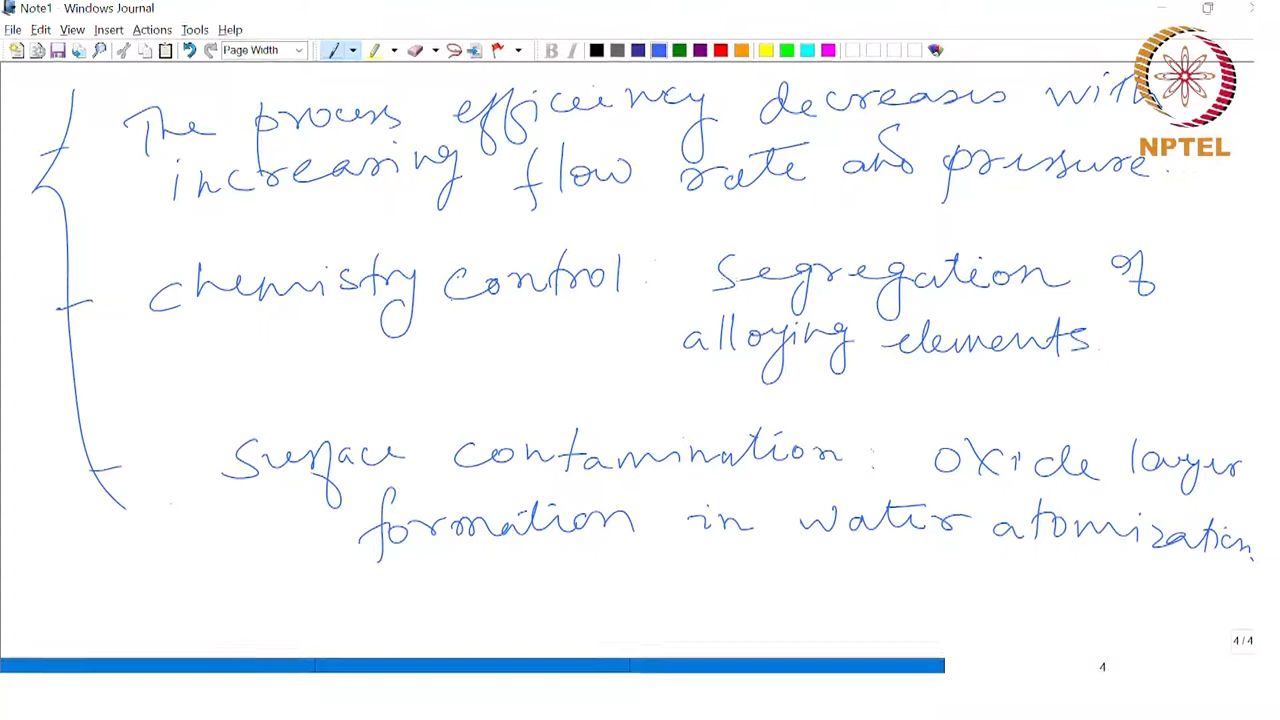 Note1 - Windows Journal
File Edit View Insert Actions Tools Help
Page Width
B I
The process efficeincy decreases with
increasing flow rate and pressure.
NPTEL
Chemistry control: Segregation of
alloying elements.
Surface contamination: oxide layer
formation in water atomization.
4 / 4
4